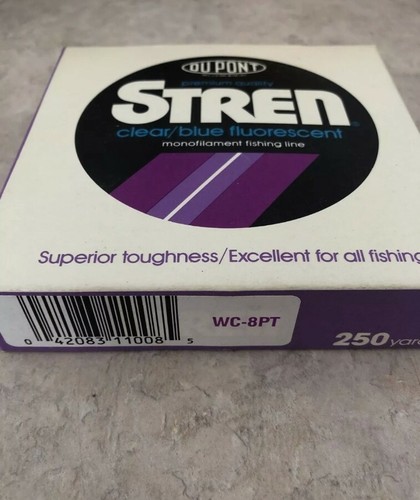 DU PONT
premium quality
STREN
clear/blue fluorescent
monofilament fishing line
Superior toughness/Excellent for all fishing
WC-8PT
0 42083 11008 5
250 yar